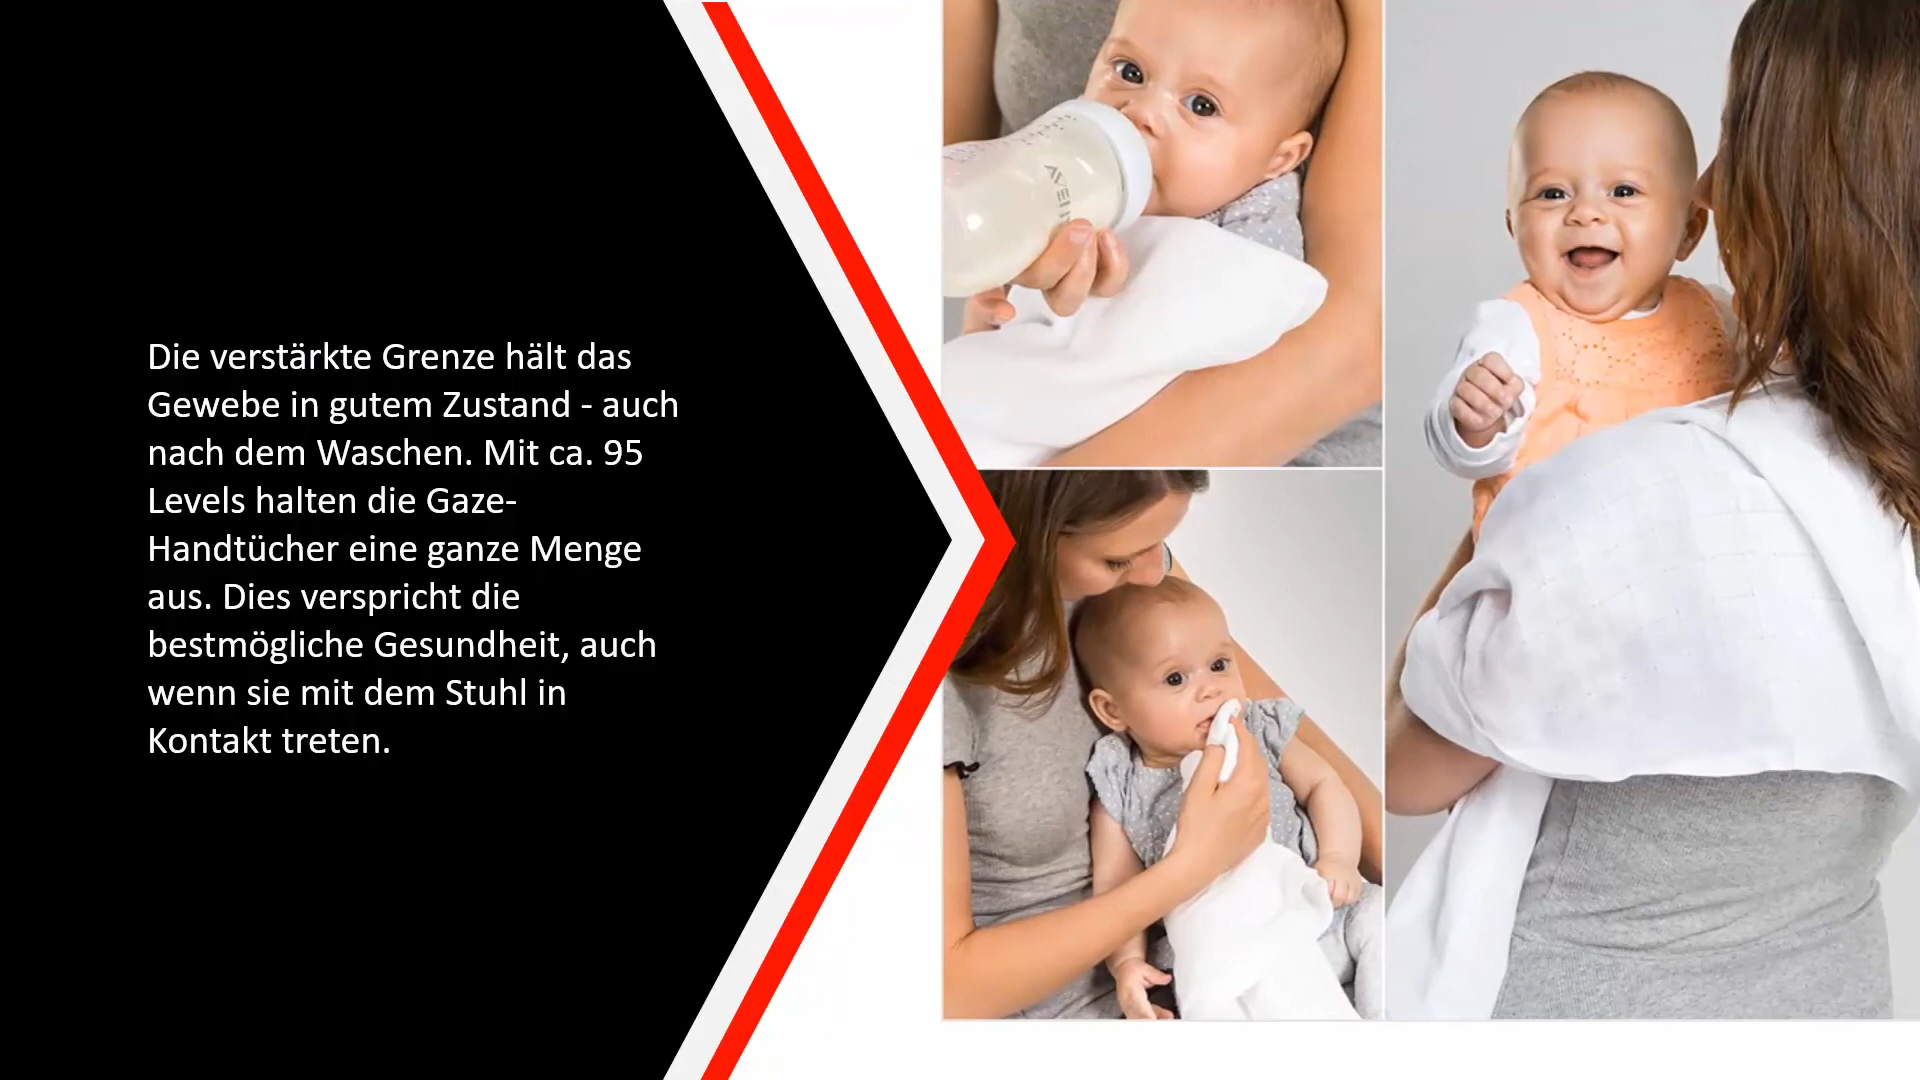 Die verstärkte Grenze hält das
Gewebe in gutem Zustand - auch
nach dem Waschen. Mit ca. 95
Levels halten die Gaze-
Handtücher eine ganze Menge
aus. Dies verspricht die
bestmögliche Gesundheit, auch
wenn sie mit dem Stuhl in
Kontakt treten.